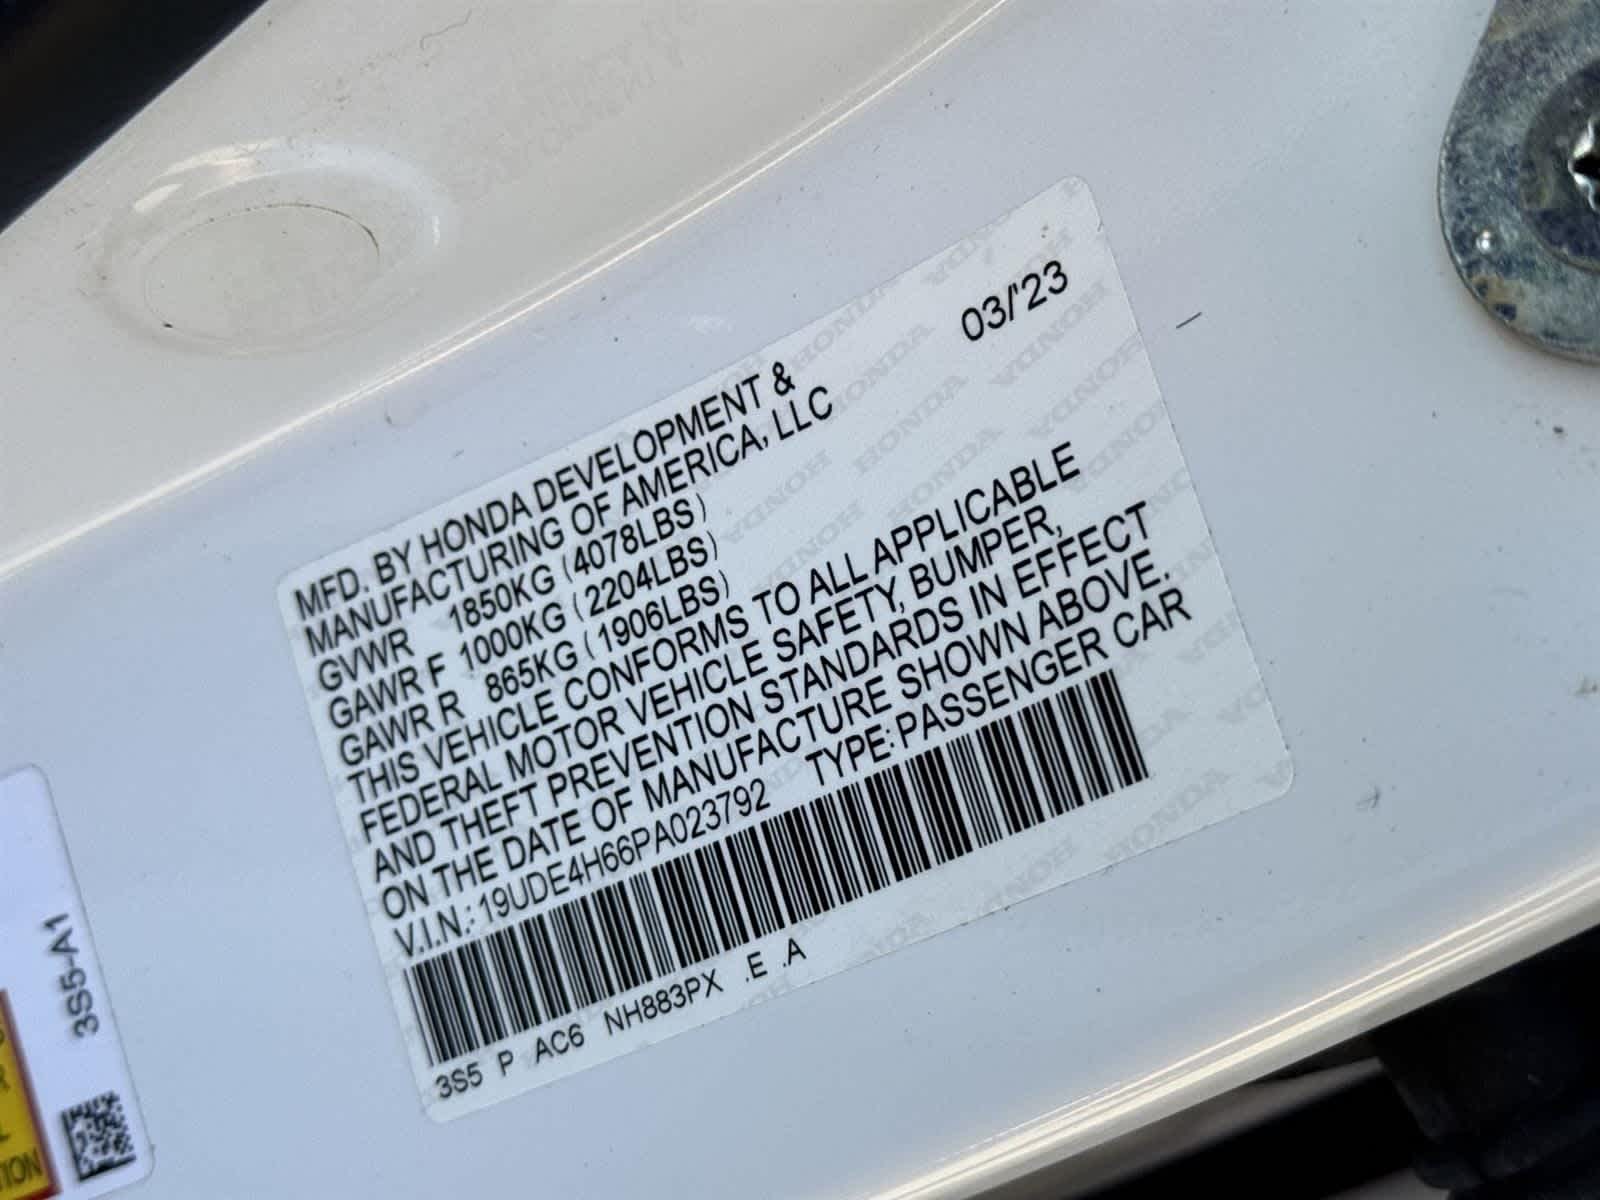 03/'23
MFD. BY HONDA DEVELOPMENT &
MANUFACTURING OF AMERICA, LLC
GVWR 1850KG (4078LBS)
GAWR F 1000KG (2204LBS)
GAWR R 865KG (1906LBS)
THIS VEHICLE CONFORMS TO ALL APPLICABLE
FEDERAL MOTOR VEHICLE SAFETY, BUMPER,
AND THEFT PREVENTION STANDARDS IN EFFECT
ON THE DATE OF MANUFACTURE SHOWN ABOVE.
V.I.N.: 19UDE4H66PA023792 TYPE: PASSENGER CAR
3S5 P AC6 NH883PX .E .A
3S5-A1